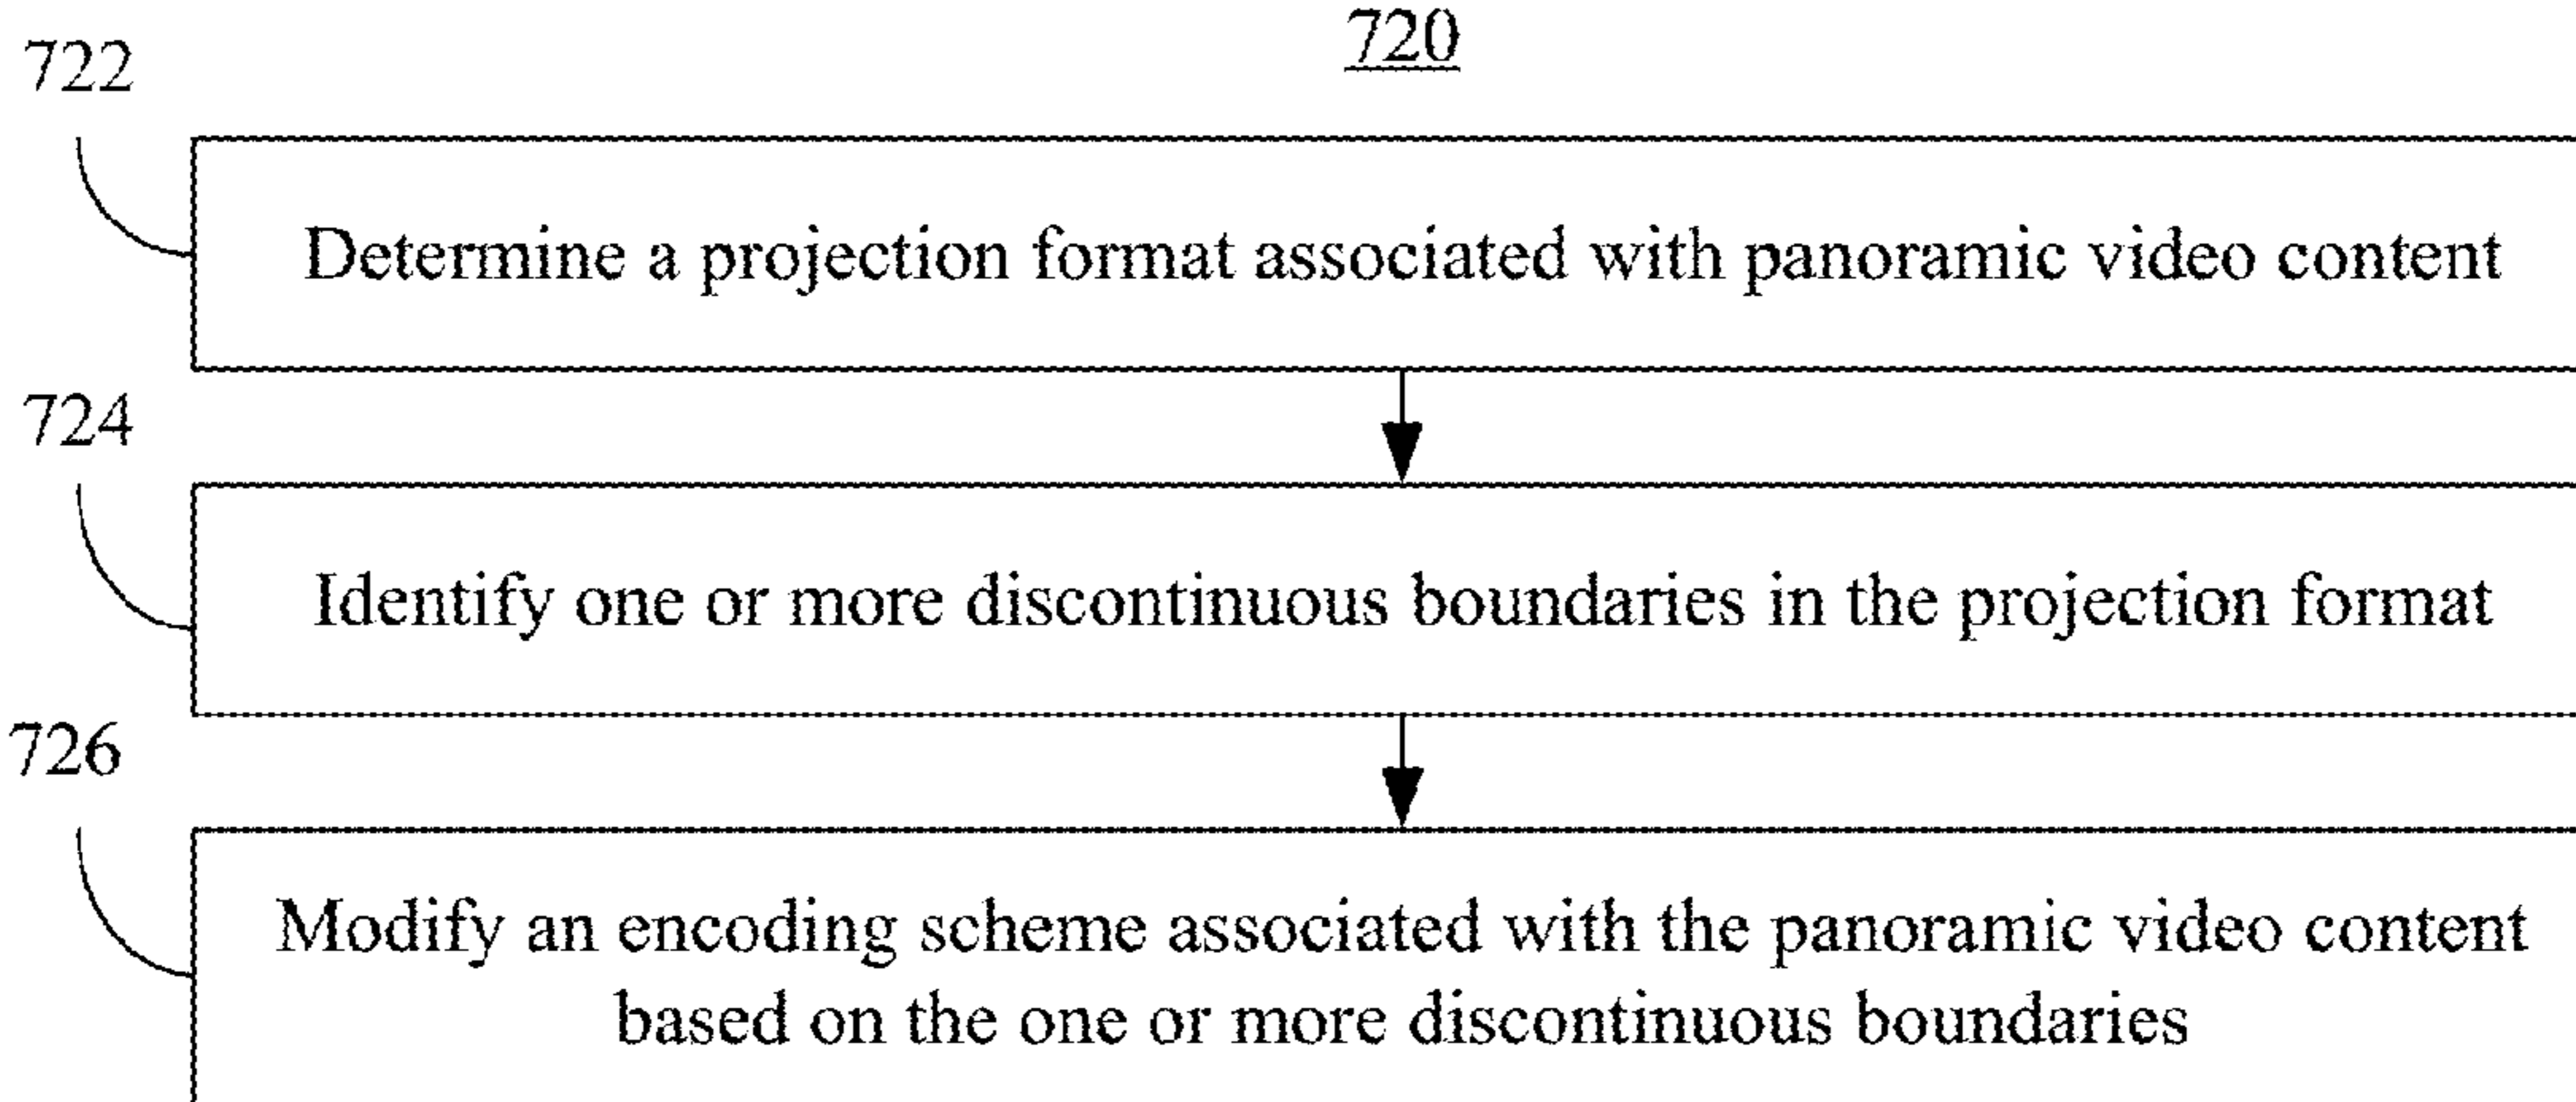 720
722
Determine a projection format associated with panoramic video content
724
Identify one or more discontinuous boundaries in the projection format
726
Modify an encoding scheme associated with the panoramic video content
based on the one or more discontinuous boundaries